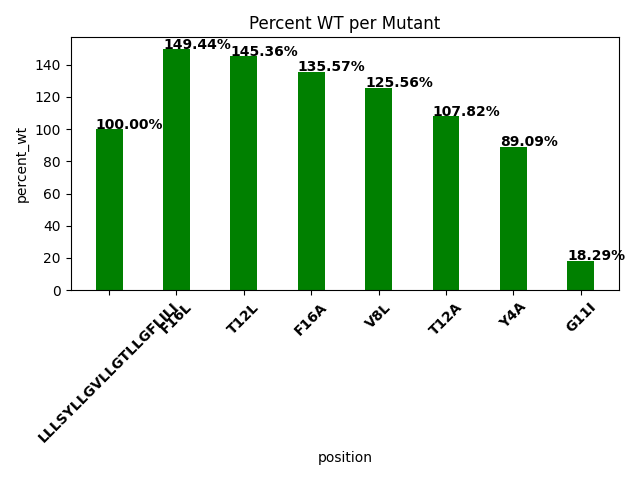 Percent WT per Mutant
percent_wt
140
120
100
80
60
40
20
0
100.00%
149.44%
145.36%
135.57%
125.56%
107.82%
89.09%
18.29%
LLLSYLLGVLLGTLLGFLILI
F16L
T12L
F16A
V8L
T12A
Y4A
G11I
position